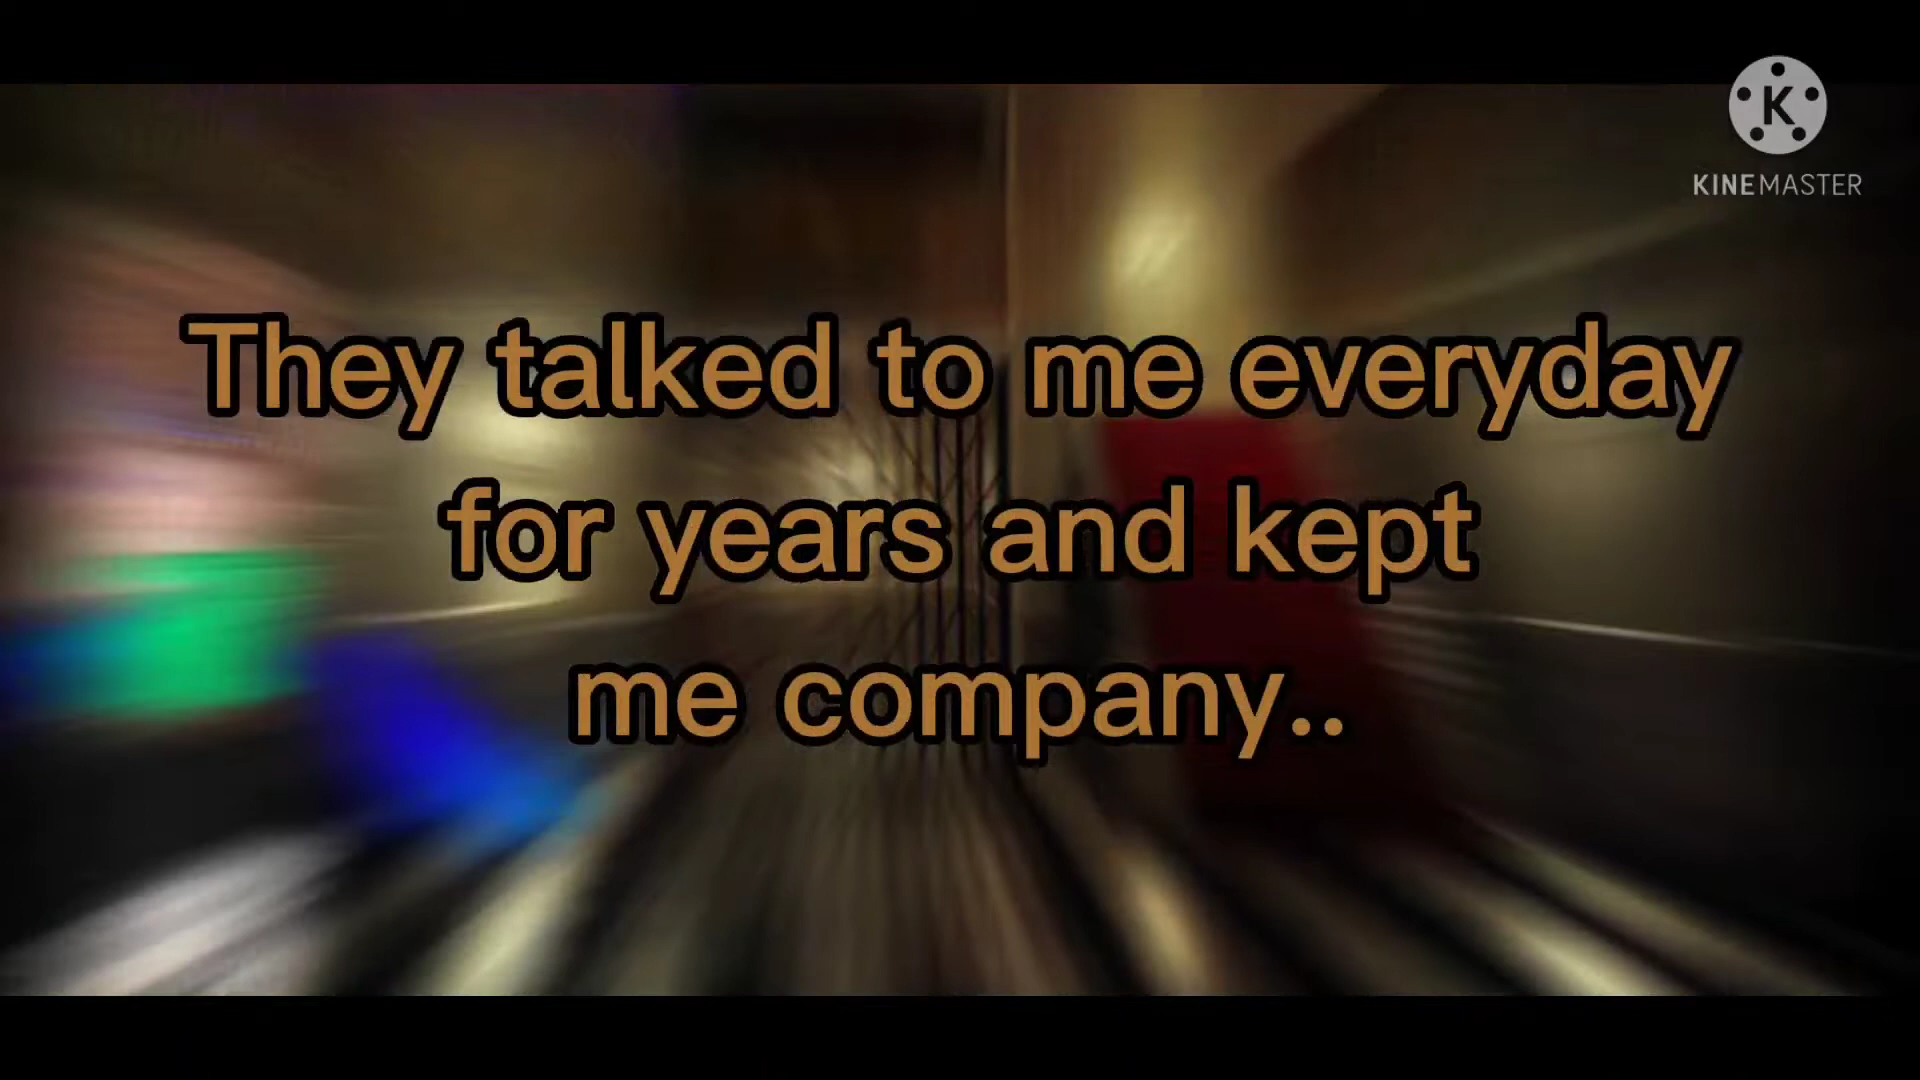 K
KINEMASTER
They talked to me everyday
for years and kept
me company..